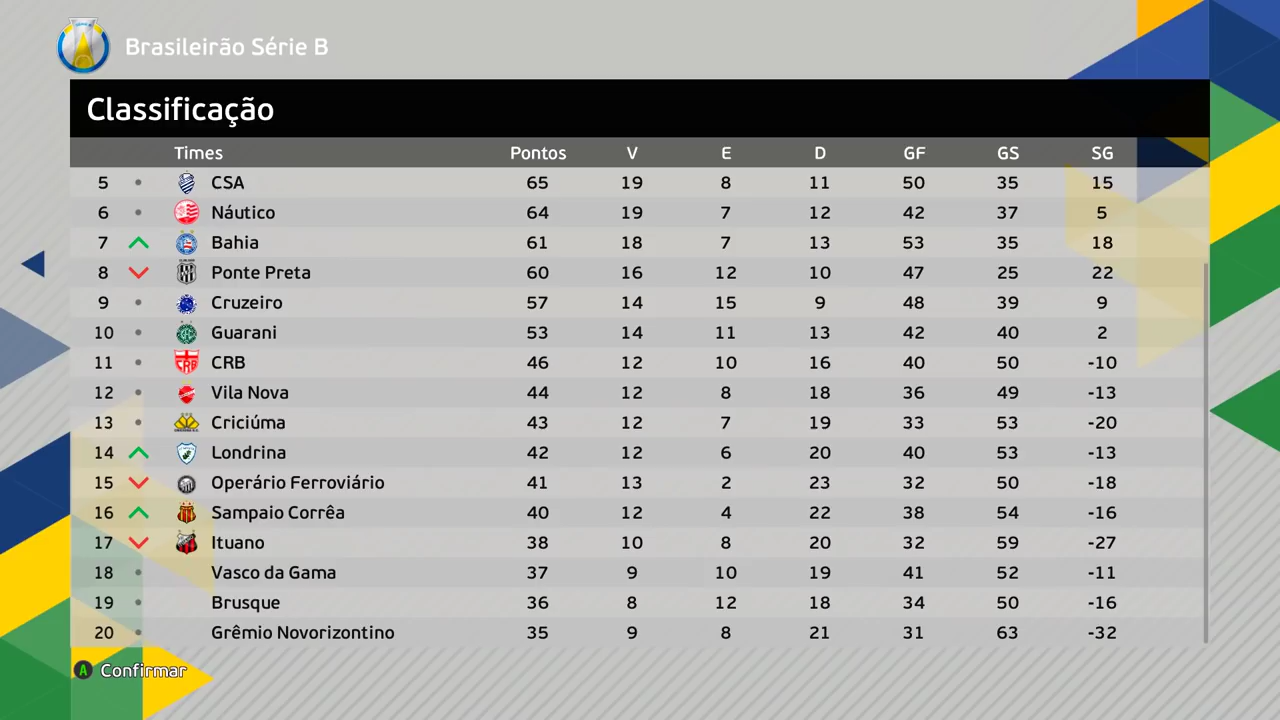 Brasileirão Série B
Classificação
Times Pontos V E D GF GS SG
5 CSA 65 19 8 11 50 35 15
6 Náutico 64 19 7 12 42 37 5
7 Bahia 61 18 7 13 53 35 18
8 Ponte Preta 60 16 12 10 47 25 22
9 Cruzeiro 57 14 15 9 48 39 9
10 Guarani 53 14 11 13 42 40 2
11 CRB 46 12 10 16 40 50 -10
12 Vila Nova 44 12 8 18 36 49 -13
13 Criciúma 43 12 7 19 33 53 -20
14 Londrina 42 12 6 20 40 53 -13
15 Operário Ferroviário 41 13 2 23 32 50 -18
16 Sampaio Corrêa 40 12 4 22 38 54 -16
17 Ituano 38 10 8 20 32 59 -27
18 Vasco da Gama 37 9 10 19 41 52 -11
19 Brusque 36 8 12 18 34 50 -16
20 Grêmio Novorizontino 35 9 8 21 31 63 -32
A Confirmar